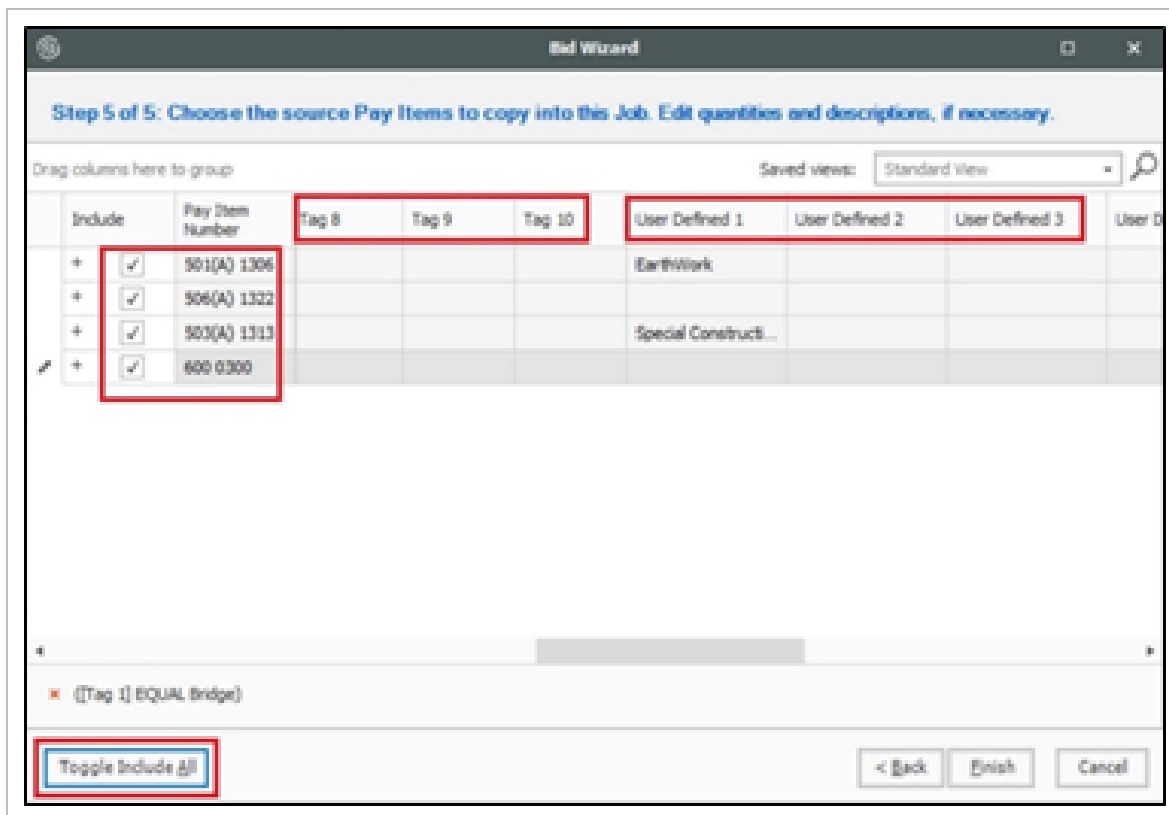 Bid Wizard
Step 5 of 5: Choose the source Pay Items to copy into this Job. Edit quantities and descriptions, if necessary.
Drag columns here to group
Saved views: Standard View
Include Pay Item Number Tag 8 Tag 9 Tag 10 User Defined 1 User Defined 2 User Defined 3 User D
+ 501(A) 1306 EarthWork
+ 506(A) 1322
+ 503(A) 1313 Special Constructi...
+ 600 0300
([Tag 1] EQUAL Bridge)
Toggle Include All < Back Finish Cancel